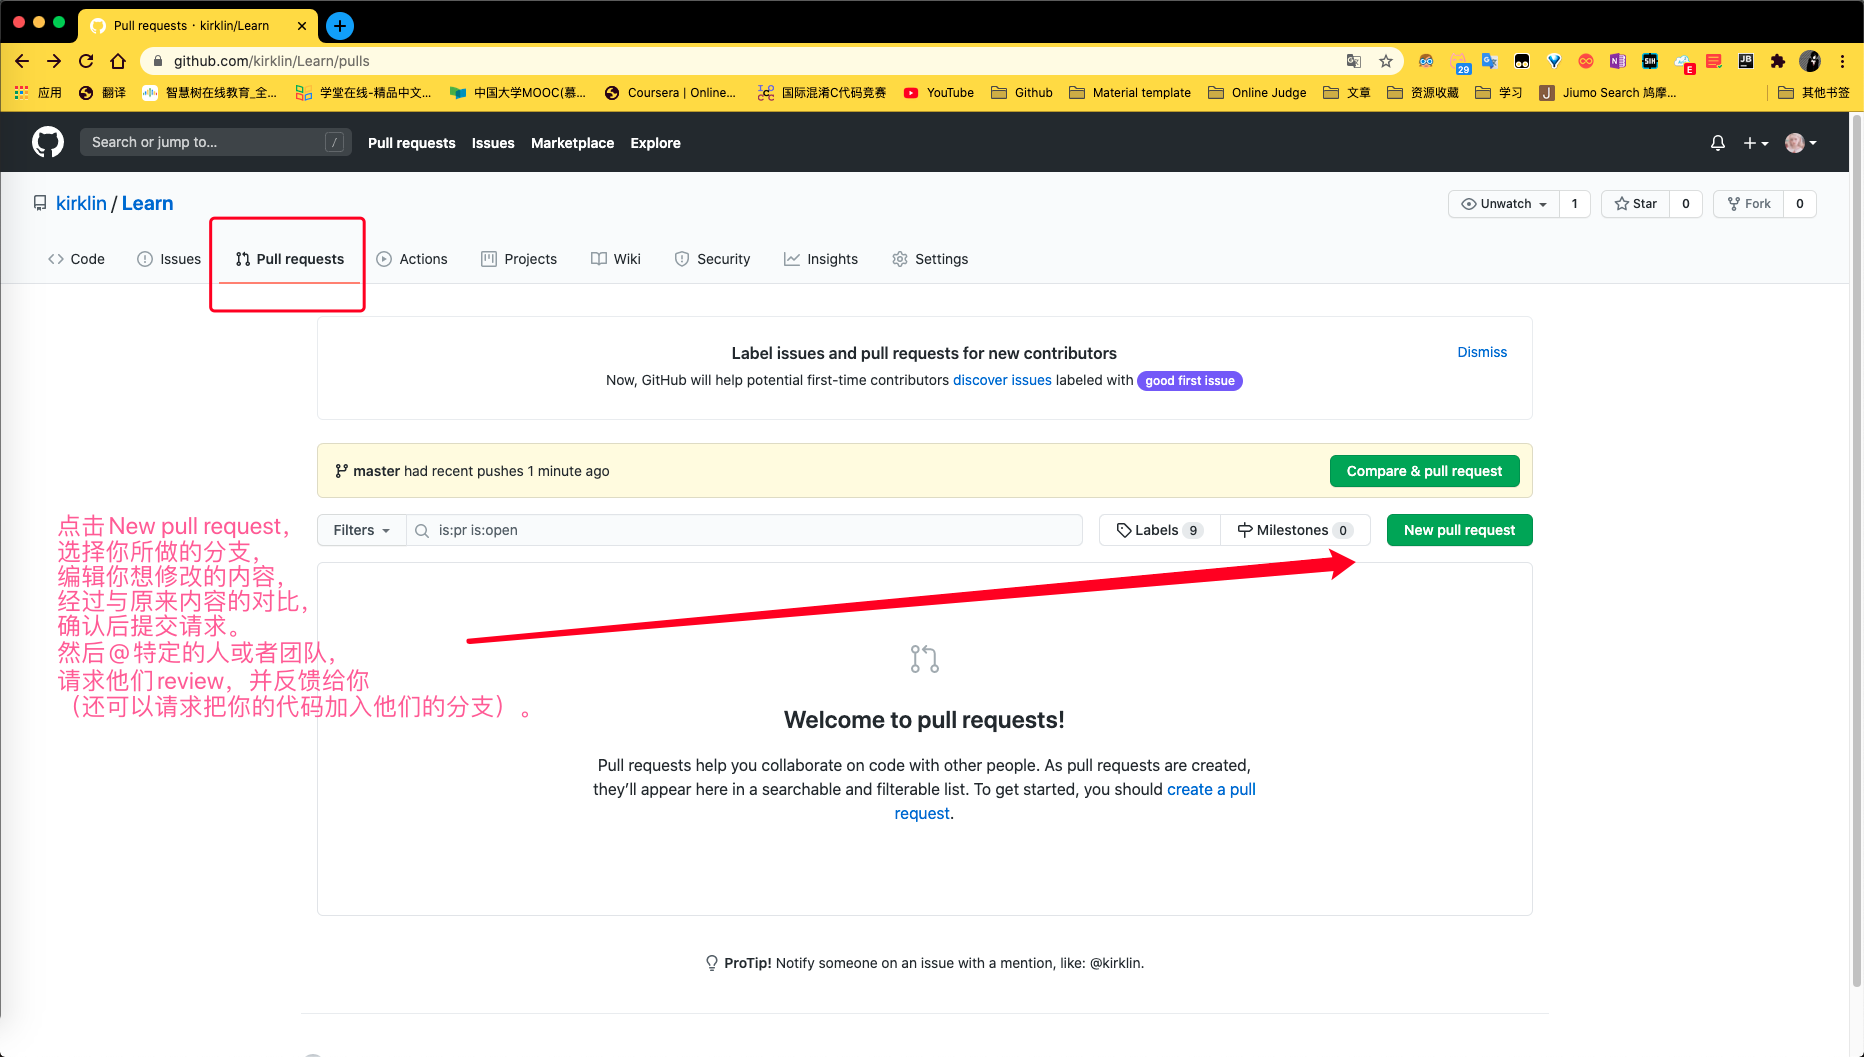 Pull requests · kirklin/Learn
github.com/kirklin/Learn/pulls
29
E
JB
应用
翻译
智慧树在线教育_全...
学堂在线-精品中文...
中国大学MOOC(慕...
Coursera | Online...
国际混淆C代码竞赛
YouTube
Github
Material template
Online Judge
文章
资源收藏
学习
J
Jiumo Search 鸠摩...
其他书签
Search or jump to...
/
Pull requests
Issues
Marketplace
Explore
kirklin / Learn
Unwatch
1
Star
0
Fork
0
Code
Issues
Pull requests
Actions
Projects
Wiki
Security
Insights
Settings
Label issues and pull requests for new contributors
Dismiss
Now, GitHub will help potential first-time contributors discover issues labeled with good first issue
master had recent pushes 1 minute ago
Compare & pull request
Filters
is:pr is:open
Labels 9
Milestones 0
New pull request
点击New pull request，
选择你所做的分支，
编辑你想修改的内容，
经过与原来内容的对比，
确认后提交请求。
然后@特定的人或者团队，
请求他们review，并反馈给你
（还可以请求把你的代码加入他们的分支）。
Welcome to pull requests!
Pull requests help you collaborate on code with other people. As pull requests are created,
they’ll appear here in a searchable and filterable list. To get started, you should create a pull
request.
ProTip! Notify someone on an issue with a mention, like: @kirklin.